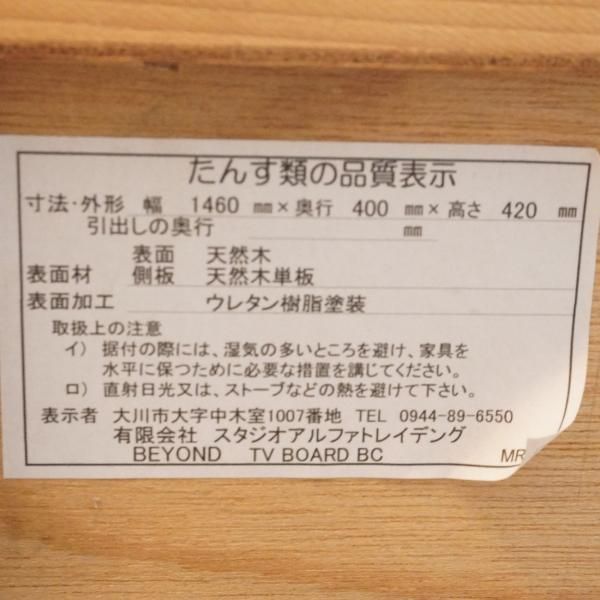 たんす類の品質表示
寸法・外形 幅 1460 ㎜×奥行 400 ㎜×高さ 420 ㎜
引出しの奥行 ㎜
表面 天然木
表面材 側板 天然木単板
表面加工 ウレタン樹脂塗装
取扱上の注意
イ) 据付の際には、湿気の多いところを避け、家具を
水平に保つために必要な措置を講じてください。
ロ) 直射日光又は、ストーブなどの熱を避けて下さい。
表示者 大川市大字中木室1007番地 TEL 0944-89-6550
有限会社 スタジオアルファトレイデング
BEYOND TV BOARD BC MR